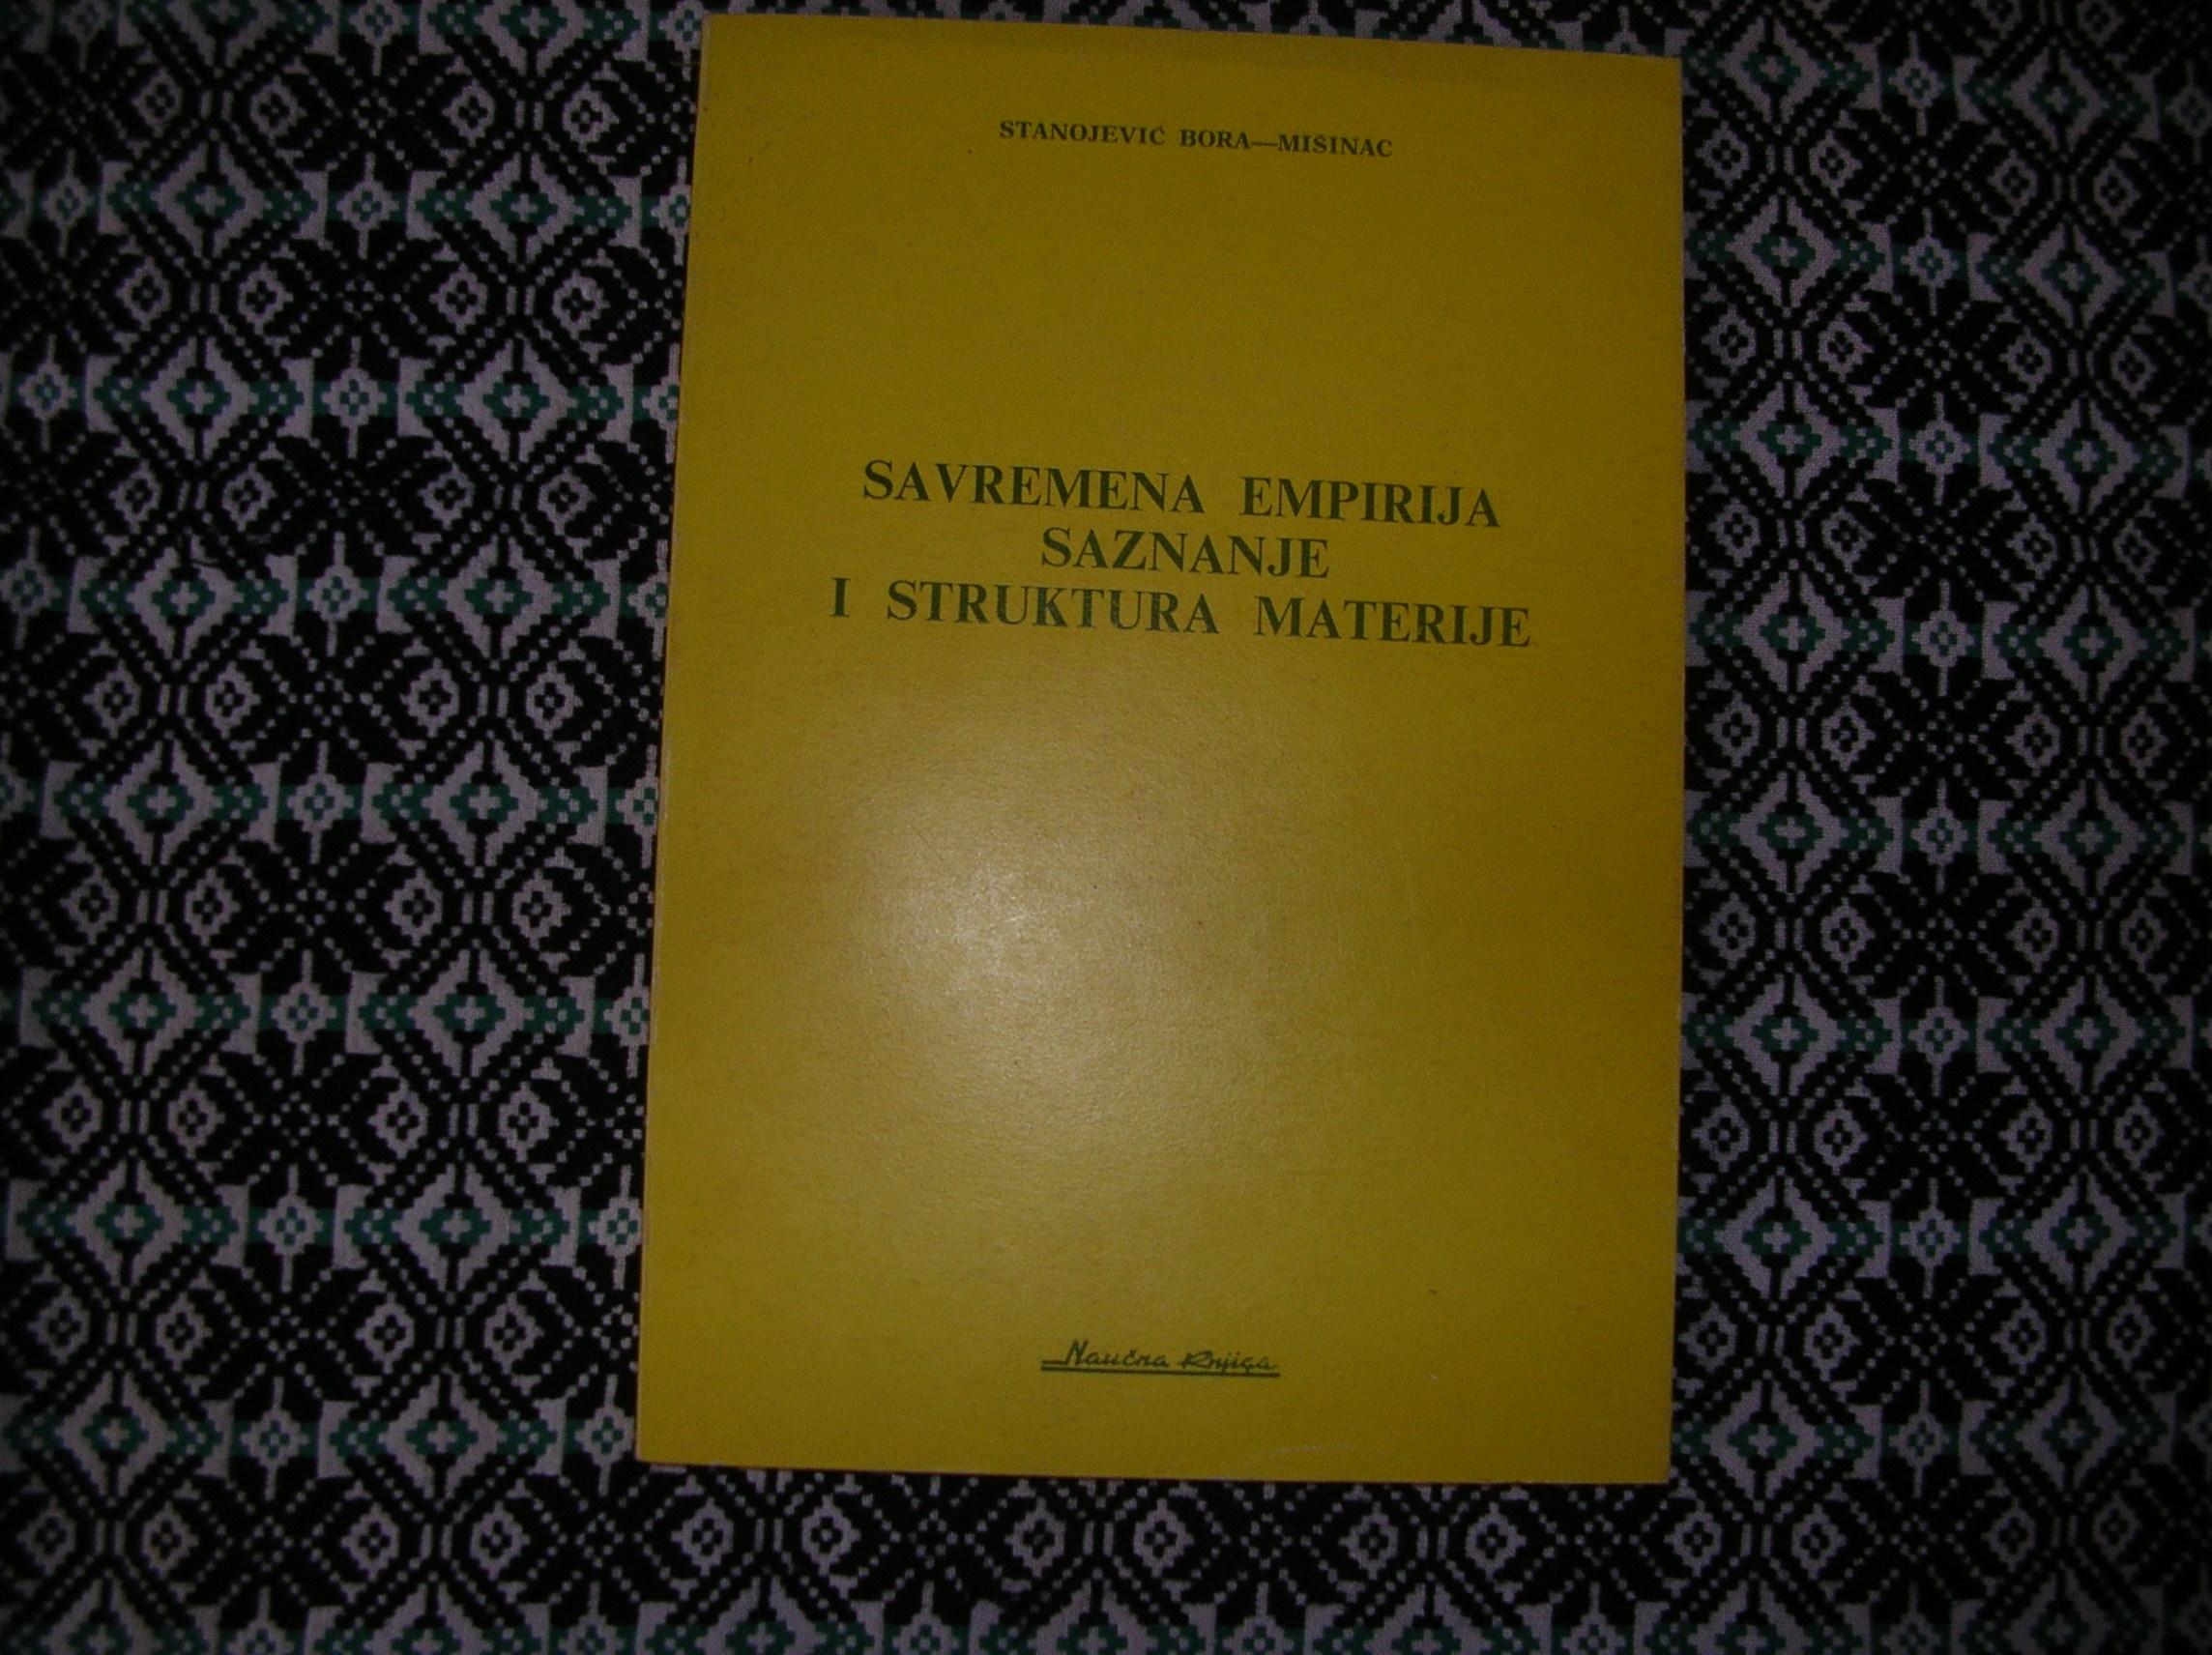 STANOJEVIĆ BORA—MIŠINAC
SAVREMENA EMPIRIJA
SAZNANJE
I STRUKTURA MATERIJE
Naučna Knjiga